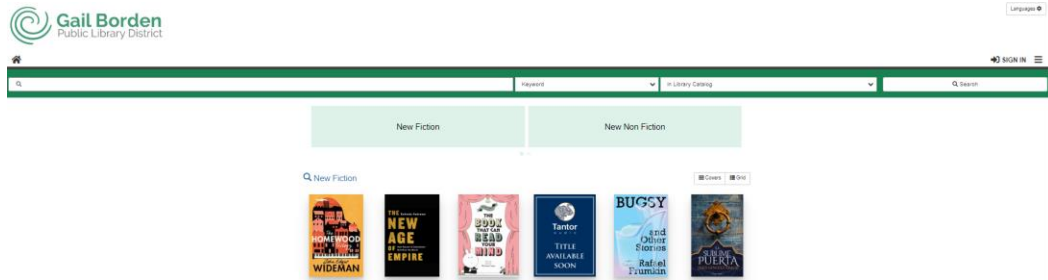 Gail Borden
Public Library District
Languages
SIGN IN
Keyword
in Library Catalog
Search
New Fiction
New Non Fiction
New Fiction
Covers
Grid
THE
HOMEWOOD
WIDEMAN
THE
NEW
AGE
OF
EMPIRE
THE
BOOK
THAT CAN
READ
YOUR
MIND
Tantor
TITLE
AVAILABLE
SOON
BUGSY
and
Other
Stories
Rafael
Frumkin
SUBLIME
PUERTA